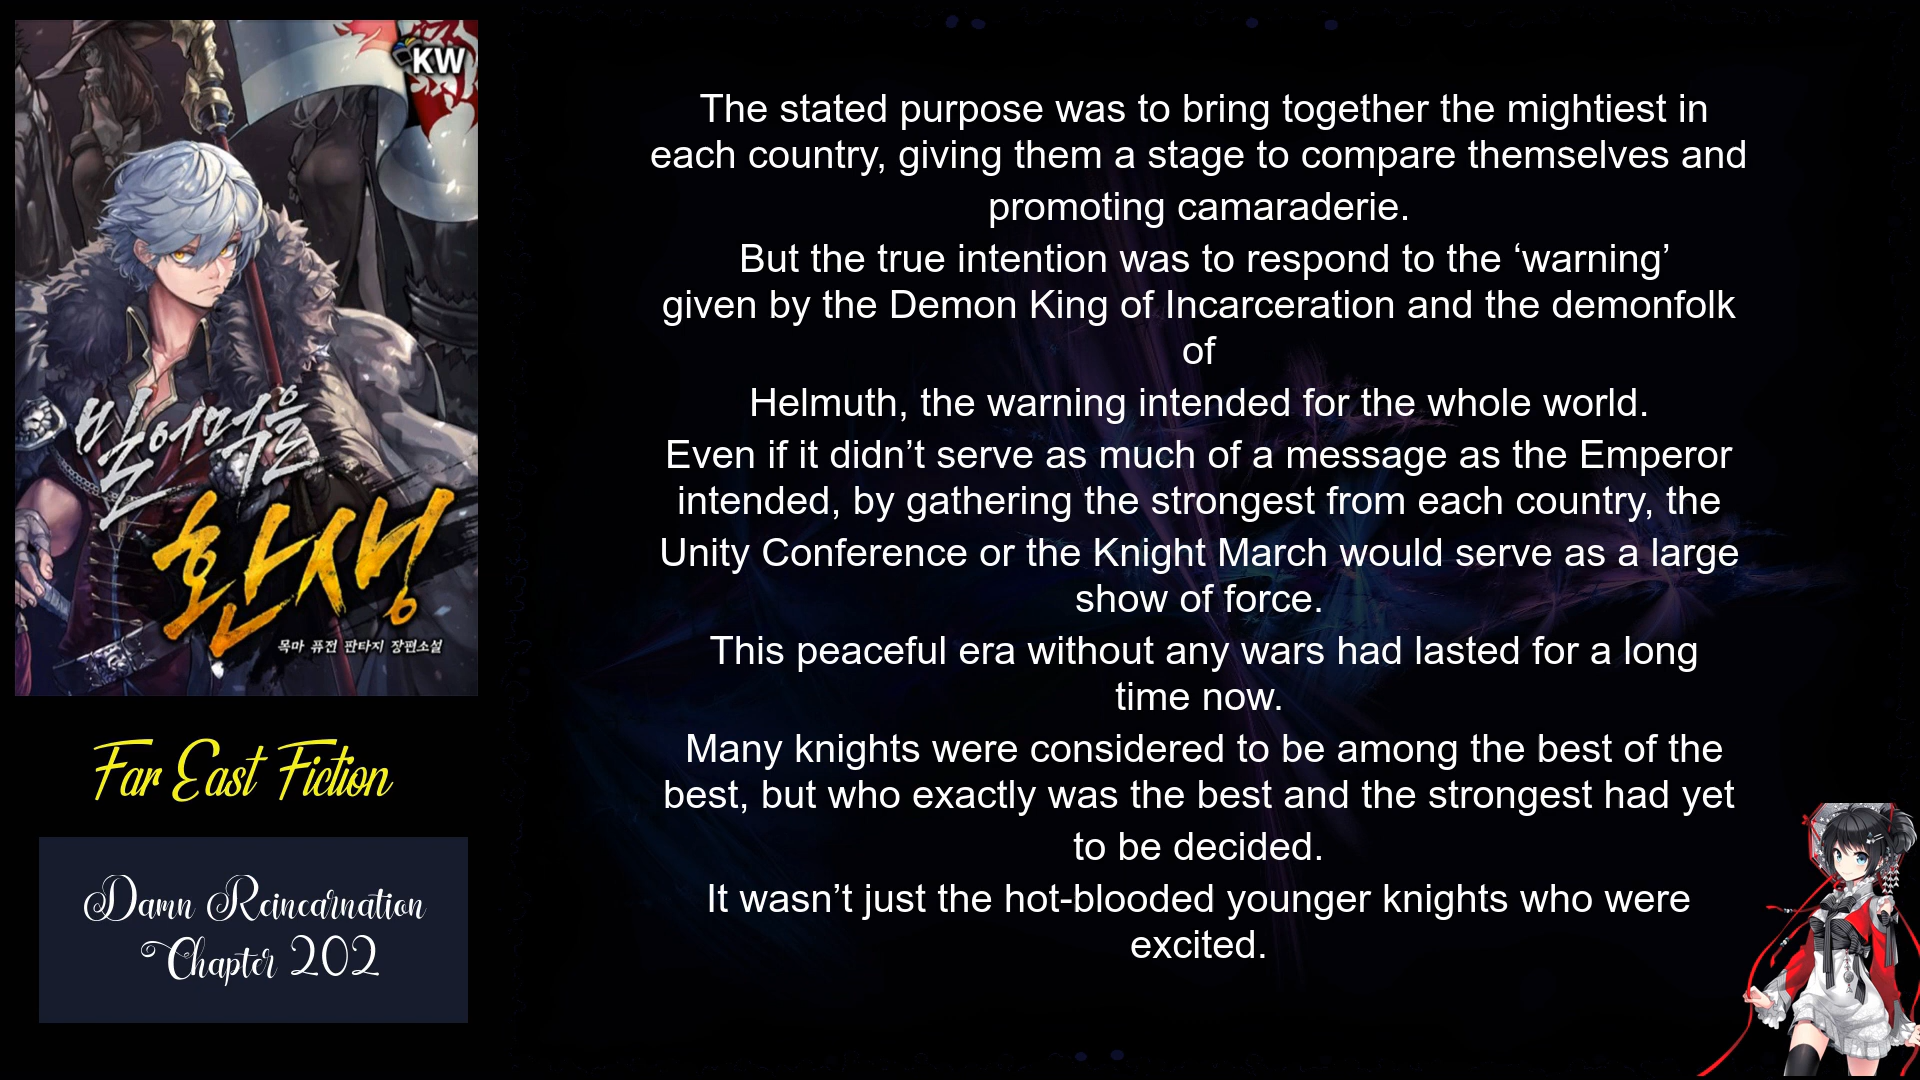 KW
빌어먹을
환생
목마 퓨전 판타지 장편소설
Far East Fiction
Damn Reincarnation
Chapter 202
The stated purpose was to bring together the mightiest in
each country, giving them a stage to compare themselves and
promoting camaraderie.
But the true intention was to respond to the ‘warning’
given by the Demon King of Incarceration and the demonfolk
of
Helmuth, the warning intended for the whole world.
Even if it didn’t serve as much of a message as the Emperor
intended, by gathering the strongest from each country, the
Unity Conference or the Knight March would serve as a large
show of force.
This peaceful era without any wars had lasted for a long
time now.
Many knights were considered to be among the best of the
best, but who exactly was the best and the strongest had yet
to be decided.
It wasn’t just the hot-blooded younger knights who were
excited.